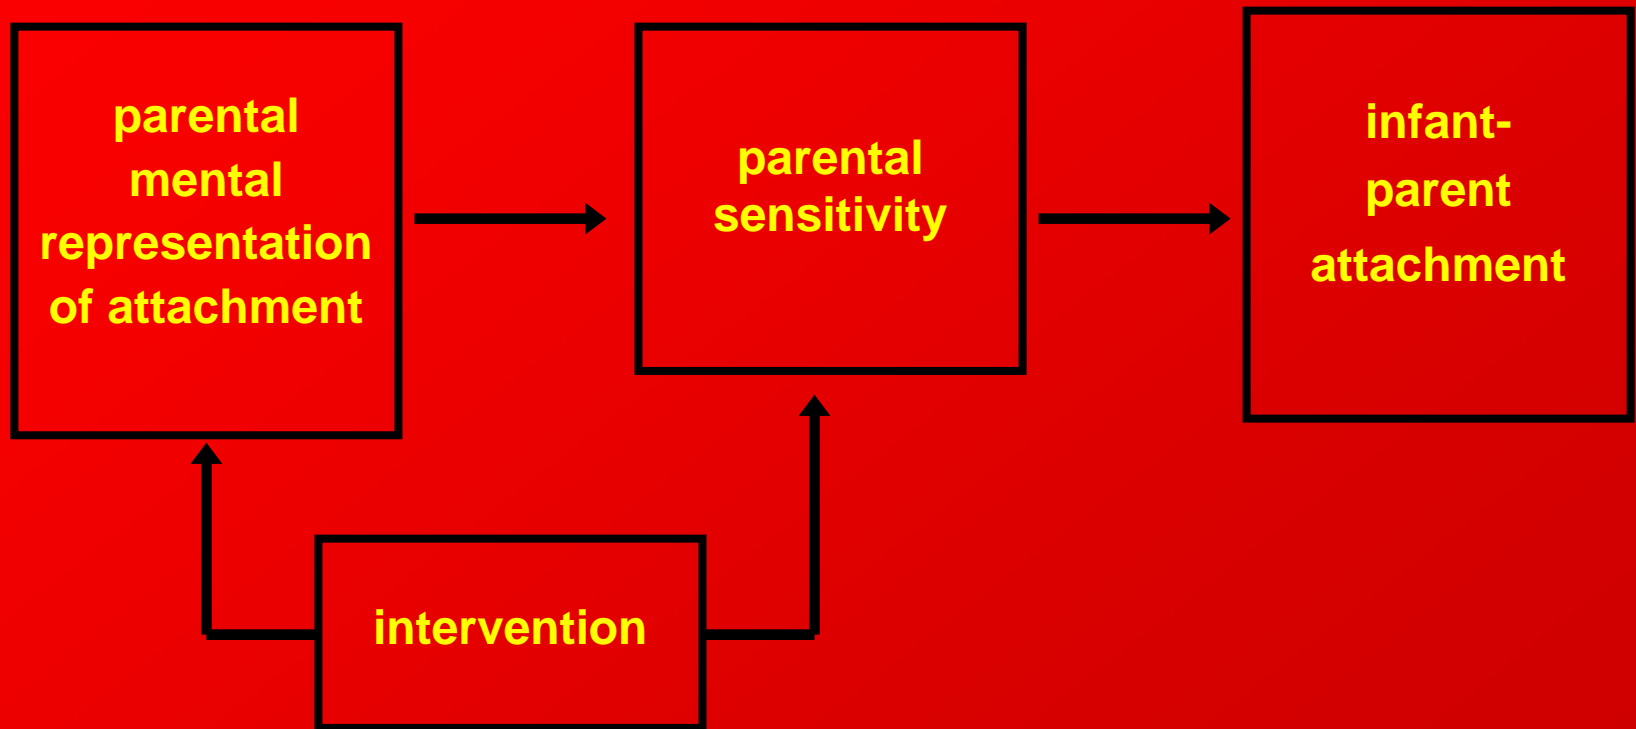 parental
mental
representation
of attachment
parental
sensitivity
infant-
parent
attachment
intervention